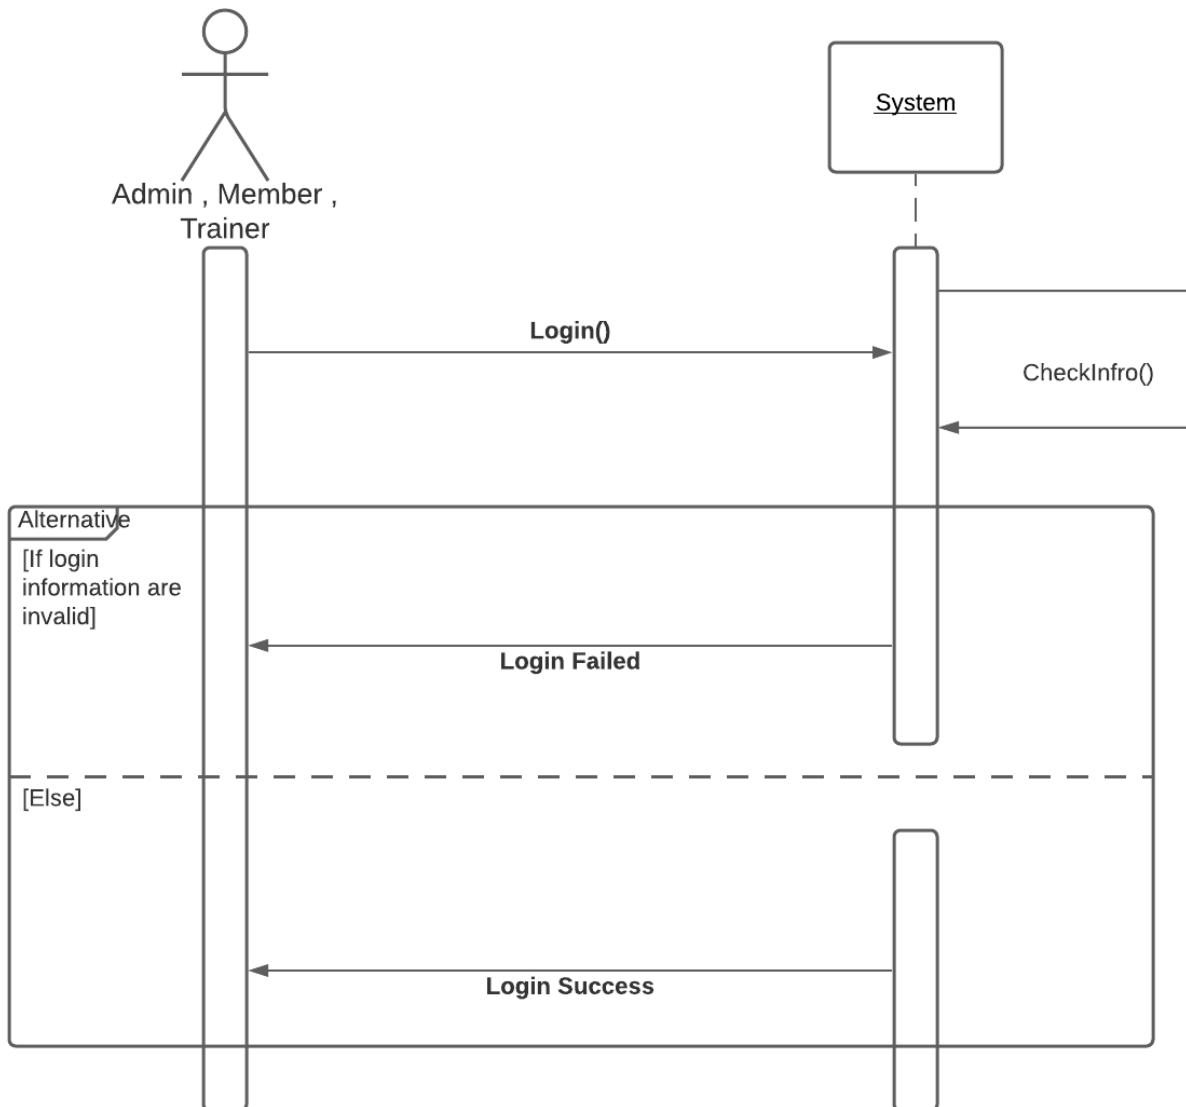 System
Admin , Member ,
Trainer
Login()
CheckInfro()
Alternative
[If login
information are
invalid]
Login Failed
[Else]
Login Success